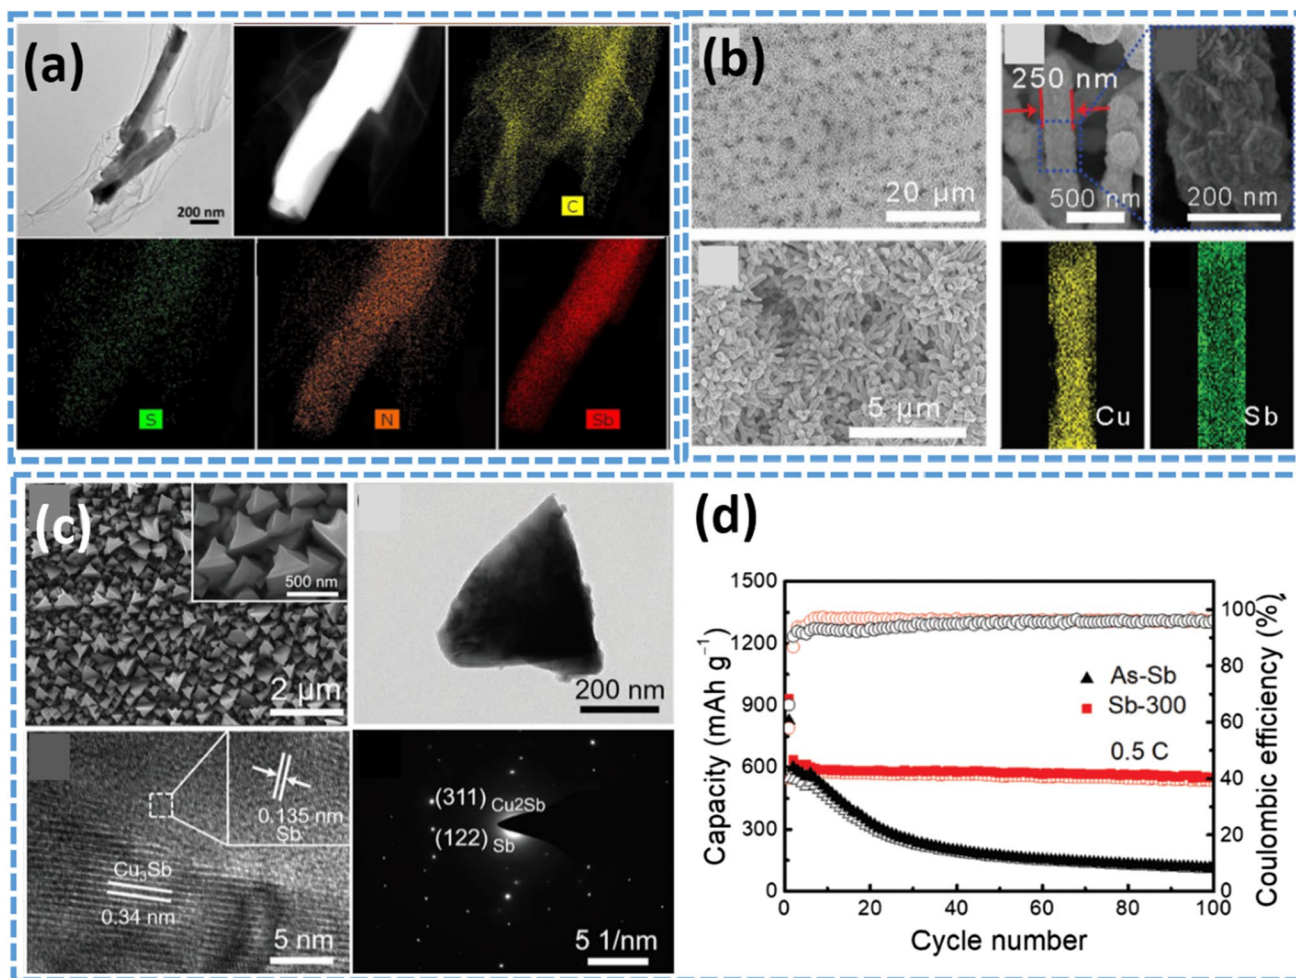 (a)
200 nm
C
S
N
Sb
(b)
20 µm
250 nm
500 nm
200 nm
5 µm
Cu
Sb
(c)
500 nm
2 µm
200 nm
0.135 nm
Sb
Cu₃Sb
0.34 nm
5 nm
(311) Cu2Sb
(122) Sb
5 1/nm
(d)
Capacity (mAh g⁻¹)
1500
1200
900
600
300
0
As-Sb
Sb-300
0.5 C
100
80
60
40
20
0
Coulombic efficiency (%)
0 20 40 60 80 100
Cycle number